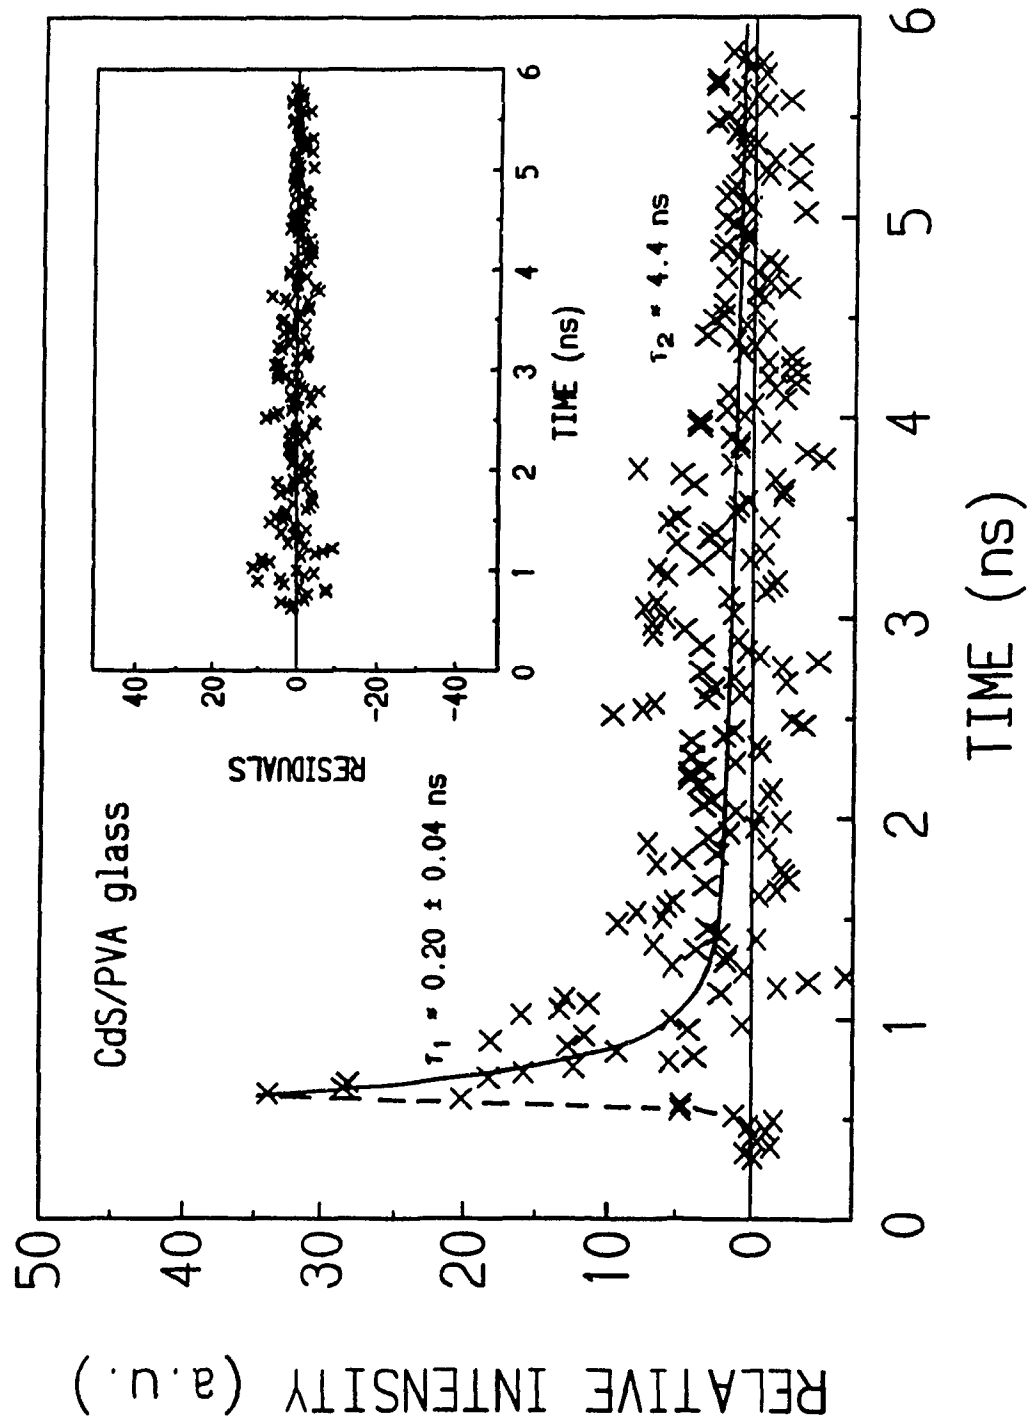 CdS/PVA glass
τ₁ ≈ 0.20 ± 0.04 ns
τ₂ ≈ 4.4 ns
RELATIVE INTENSITY (a.u.)
50
40
30
20
10
0
0 1 2 3 4 5 6
TIME (ns)
RESIDUALS
40
20
0
-20
-40
0 1 2 3 4 5 6
TIME (ns)